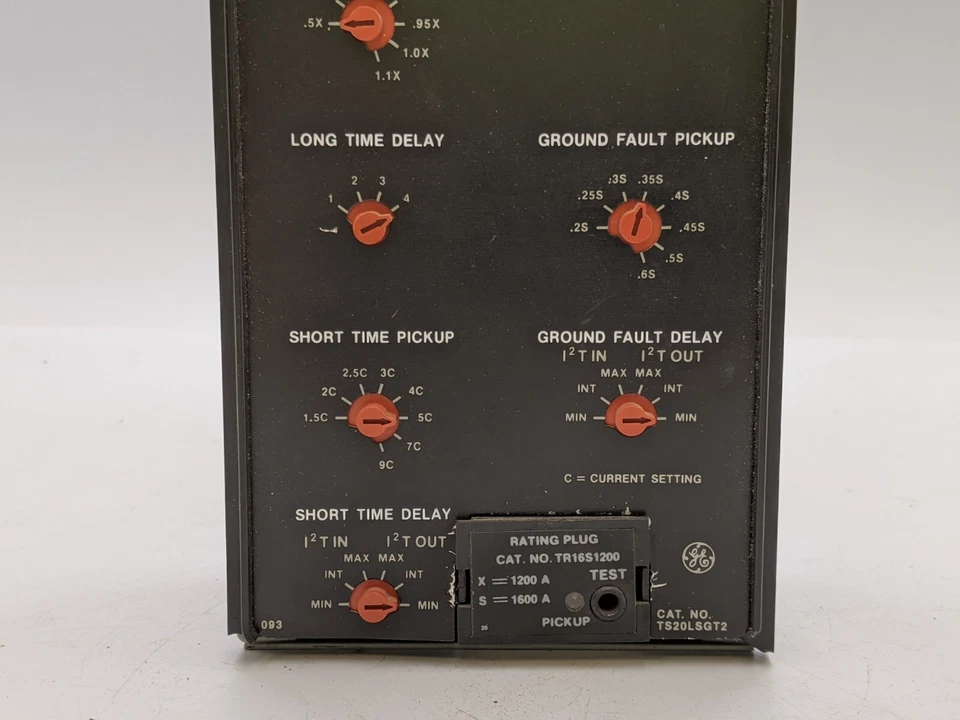 .5X .95X
1.0X
1.1X
LONG TIME DELAY
2 3
1 4
GROUND FAULT PICKUP
.3S .35S
.25S .4S
.2S .45S
.5S
.6S
SHORT TIME PICKUP
2.5C 3C
2C 4C
1.5C 5C
7C
9C
GROUND FAULT DELAY
I²T IN I²T OUT
MAX MAX
INT INT
MIN MIN
C = CURRENT SETTING
SHORT TIME DELAY
I²T IN I²T OUT
MAX MAX
INT INT
MIN MIN
093
RATING PLUG
CAT. NO. TR16S1200
X = 1200 A
S = 1600 A
TEST
PICKUP
GE
CAT. NO.
TS20LSGT2